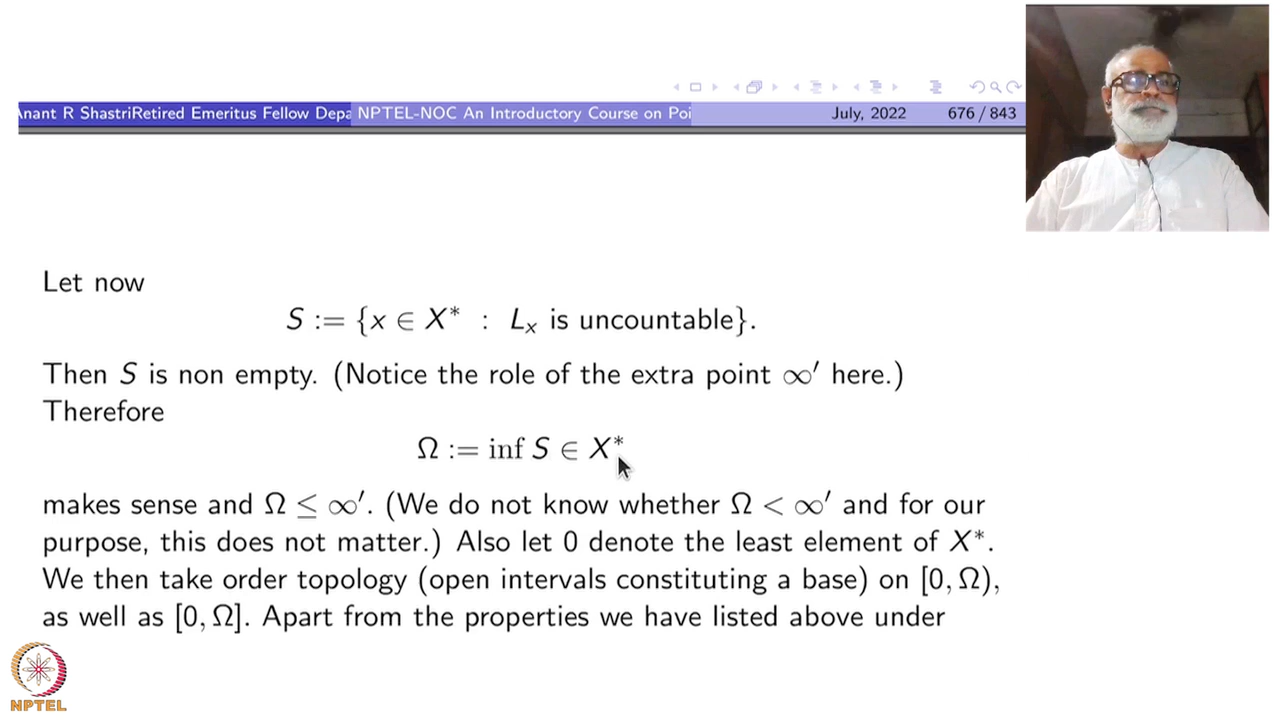 Anant R ShastriRetired Emeritus Fellow Depa NPTEL-NOC An Introductory Course on Poi July, 2022 676 / 843
Let now
S := {x ∈ X* : Lₓ is uncountable}.
Then S is non empty. (Notice the role of the extra point ∞′ here.)
Therefore
Ω := inf S ∈ X*
makes sense and Ω ≤ ∞′. (We do not know whether Ω < ∞′ and for our
purpose, this does not matter.) Also let 0 denote the least element of X*.
We then take order topology (open intervals constituting a base) on [0, Ω),
as well as [0, Ω]. Apart from the properties we have listed above under
NPTEL